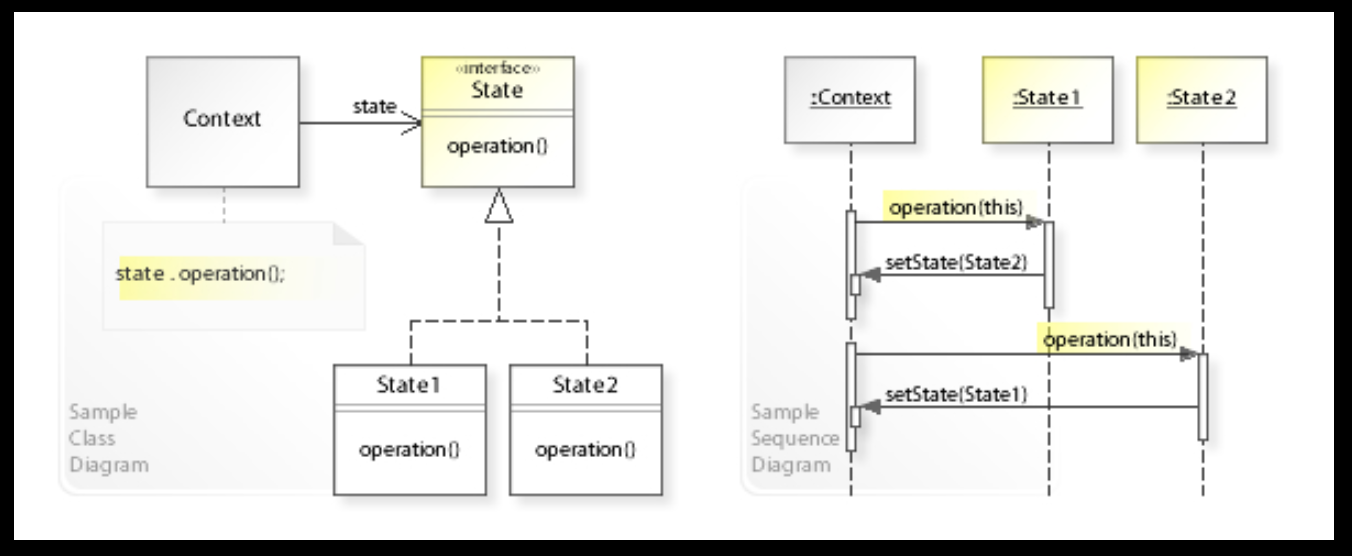 Context
state
«interface»
State
operation()
state . operation();
State1
operation()
State2
operation()
Sample
Class
Diagram
:Context
:State1
:State2
operation(this)
setState(State2)
operation(this)
setState(State1)
Sample
Sequence
Diagram